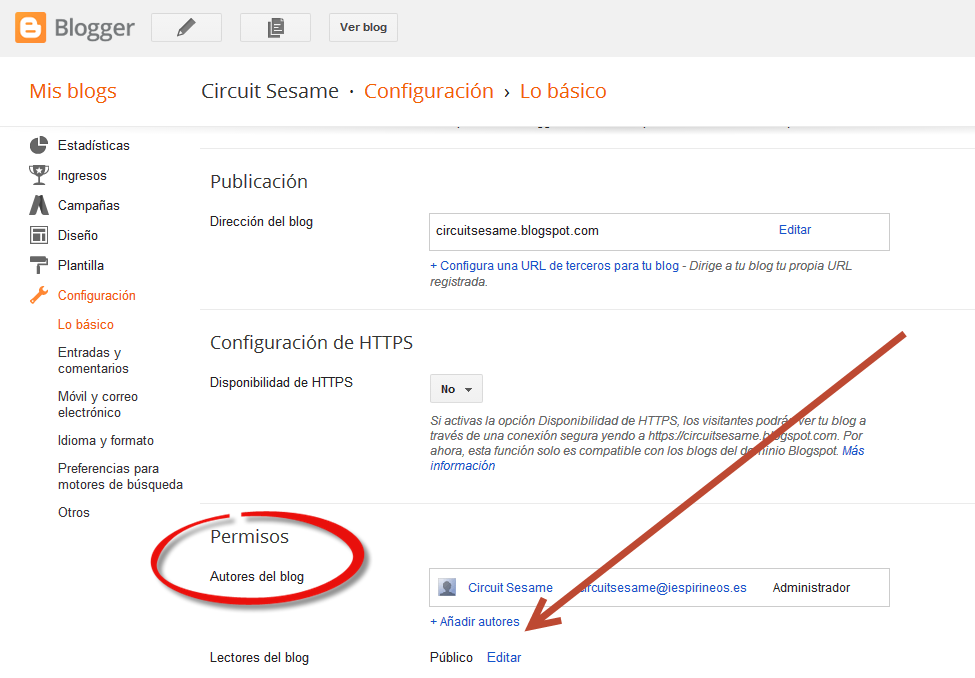 Blogger
Ver blog
Mis blogs
Circuit Sesame · Configuración › Lo básico
Estadísticas
Ingresos
Campañas
Diseño
Plantilla
Configuración
Lo básico
Entradas y
comentarios
Móvil y correo
electrónico
Idioma y formato
Preferencias para
motores de búsqueda
Otros
Publicación
Dirección del blog
circuitsesame.blogspot.com Editar
+ Configura una URL de terceros para tu blog - Dirige a tu blog tu propia URL
registrada.
Configuración de HTTPS
Disponibilidad de HTTPS
No
Si activas la opción Disponibilidad de HTTPS, los visitantes podrán ver tu blog a
través de una conexión segura yendo a https://circuitsesame.blogspot.com. Por
ahora, esta función solo es compatible con los blogs del dominio Blogspot. Más
información
Permisos
Autores del blog
Circuit Sesame circuitsesame@iespirineos.es Administrador
+ Añadir autores
Lectores del blog
Público Editar